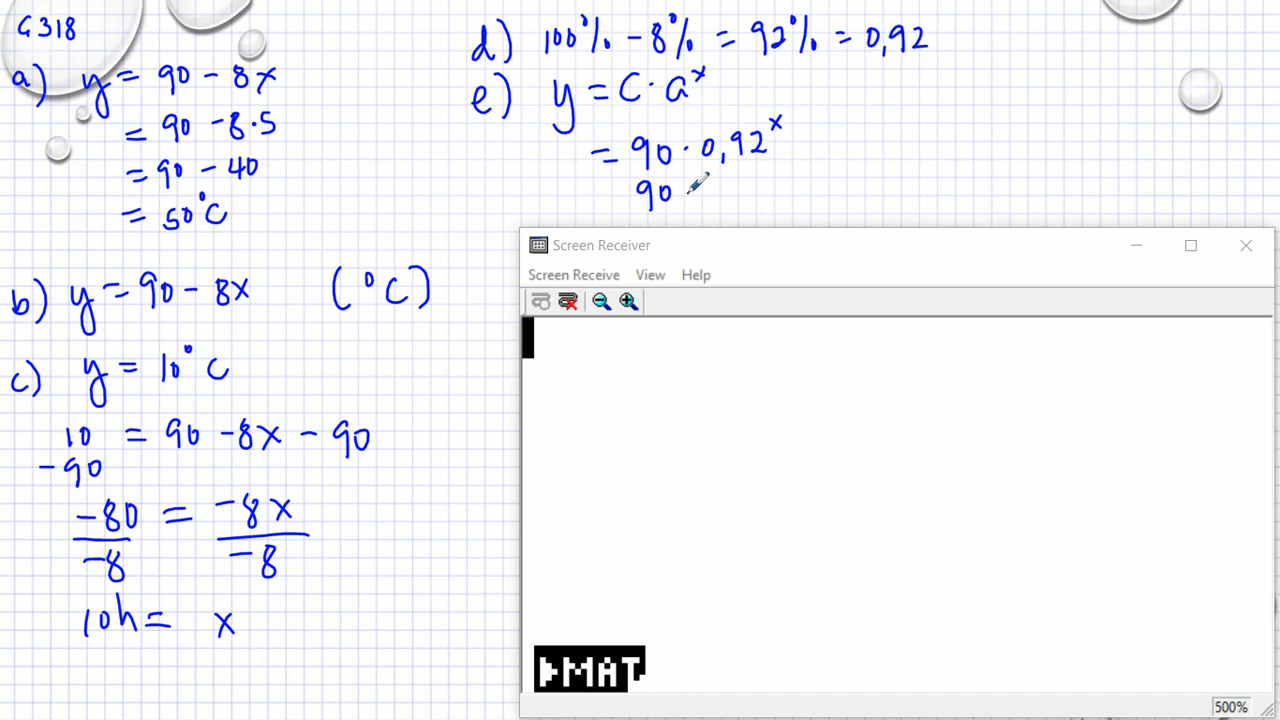 G318
a) y = 90 - 8x
= 90 - 8·5
= 90 - 40
= 50°C
b) y = 90 - 8x (°C)
c) y = 10°C
10 = 90 - 8x - 90
-90
-80 = -8x
-8 -8
10h = x
d) 100% - 8% = 92% = 0,92
e) y = C · a^x
= 90 · 0,92^x
90
Screen Receiver
Screen Receive View Help
▶MAT
500%